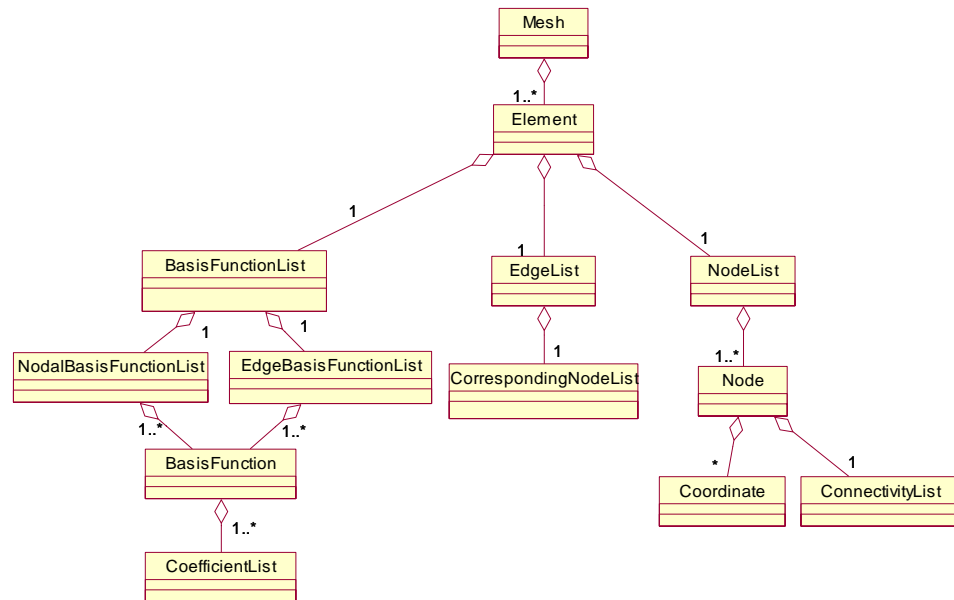 Mesh
1..*
Element
1
1
1
BasisFunctionList
EdgeList
NodeList
1
1
NodalBasisFunctionList
EdgeBasisFunctionList
1
CorrespondingNodeList
1..*
Node
1..*
1..*
BasisFunction
*
1
Coordinate
ConnectivityList
1..*
CoefficientList